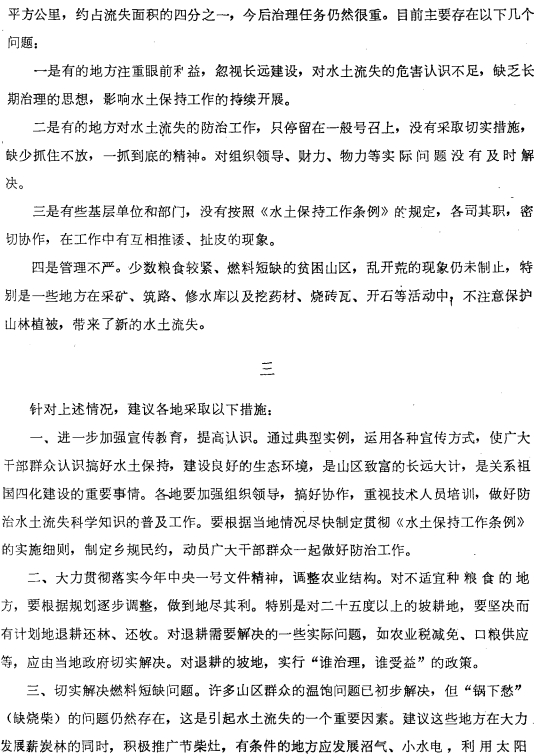 平方公里，约占流失面积的四分之一，今后治理任务仍然很重。目前主要存在以下几个
问题：
一是有的地方注重眼前利益，忽视长远建设，对水土流失的危害认识不足，缺乏长
期治理的思想，影响水土保持工作的持续开展。
二是有的地方对水土流失的防治工作，只停留在一般号召上，没有采取切实措施，
缺少抓住不放，一抓到底的精神。对组织领导、财力、物力等实际问题没有及时解
决。
三是有些基层单位和部门，没有按照《水土保持工作条例》的规定，各司其职，密
切协作，在工作中有互相推诿、扯皮的现象。
四是管理不严。少数粮食较紧、燃料短缺的贫困山区，乱开荒的现象仍未制止，特
别是一些地方在采矿、筑路、修水库以及挖药材、烧砖瓦、开石等活动中，不注意保护
山林植被，带来了新的水土流失。
三
针对上述情况，建议各地采取以下措施：
一、进一步加强宣传教育，提高认识。通过典型实例，运用各种宣传方式，使广大
干部群众认识搞好水土保持，建设良好的生态环境，是山区致富的长远大计，是关系祖
国四化建设的重要事情。各地要加强组织领导，搞好协作，重视技术人员培训，做好防
治水土流失科学知识的普及工作。要根据当地情况尽快制定贯彻《水土保持工作条例》
的实施细则，制定乡规民约，动员广大干部群众一起做好防治工作。
二、大力贯彻落实今年中央一号文件精神，调整农业结构。对不适宜种粮食的地
方，要根据规划逐步调整，做到地尽其利。特别是对二十五度以上的坡耕地，要坚决而
有计划地退耕还林、还牧。对退耕需要解决的一些实际问题，如农业税减免、口粮供应
等，应由当地政府切实解决。对退耕的坡地，实行“谁治理，谁受益”的政策。
三、切实解决燃料短缺问题。许多山区群众的温饱问题已初步解决，但“锅下愁”
（缺烧柴）的问题仍然存在，这是引起水土流失的一个重要因素。建议这些地方在大力
发展薪炭林的同时，积极推广节柴灶，有条件的地方应发展沼气、小水电，利用太阳